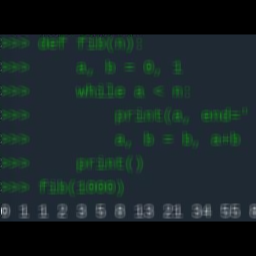 >>> def fib(n):
>>>     a, b = 0, 1
>>>     while a < n:
>>>         print(a, end='
>>>         a, b = b, a+b
>>>     print()
>>> fib(1000)
0 1 1 2 3 5 8 13 21 34 55 8